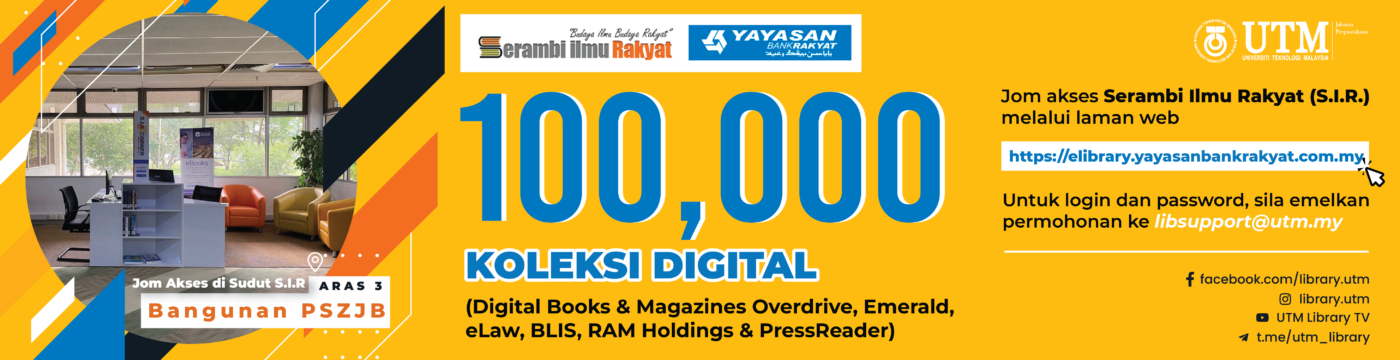 "Budaya Ilmu Budaya Rakyat"
Serambi ilmu Rakyat
YAYASAN
BANKRAKYAT
100,000
KOLEKSI DIGITAL
(Digital Books & Magazines Overdrive, Emerald,
eLaw, BLIS, RAM Holdings & PressReader)
Jom Akses di Sudut S.I.R
ARAS 3
Bangunan PSZJB
eBooks
UTM
UNIVERSITI TEKNOLOGI MALAYSIA
Jabatan
Perpustakaan
Jom akses Serambi Ilmu Rakyat (S.I.R.)
melalui laman web
https://elibrary.yayasanbankrakyat.com.my
Untuk login dan password, sila emelkan
permohonan ke libsupport@utm.my
facebook.com/library.utm
library.utm
UTM Library TV
t.me/utm_library